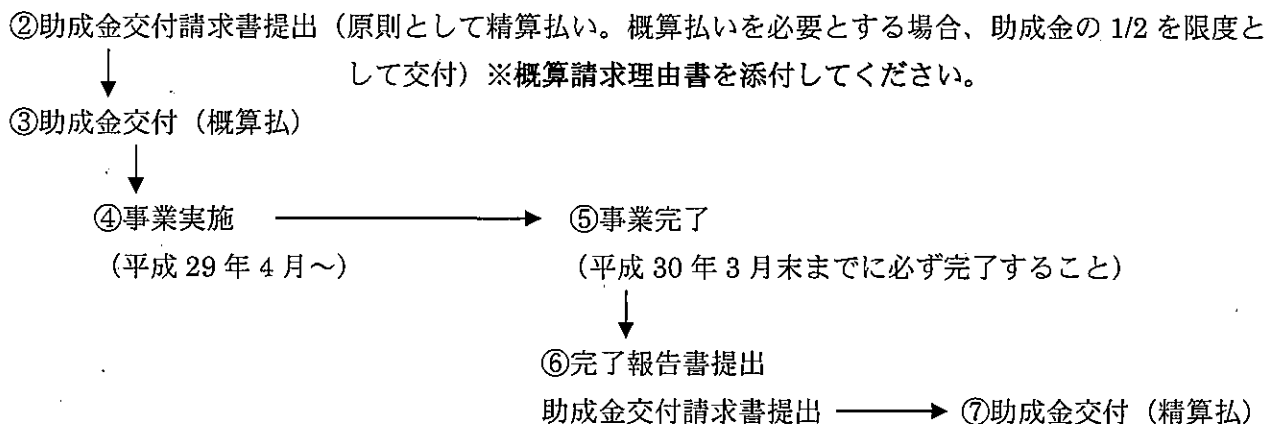 ②助成金交付請求書提出（原則として精算払い。概算払いを必要とする場合、助成金の 1/2 を限度と
して交付）※概算請求理由書を添付してください。
③助成金交付（概算払）
④事業実施
⑤事業完了
（平成 29 年 4 月～）
（平成 30 年 3 月末までに必ず完了すること）
⑥完了報告書提出
助成金交付請求書提出
⑦助成金交付（精算払）